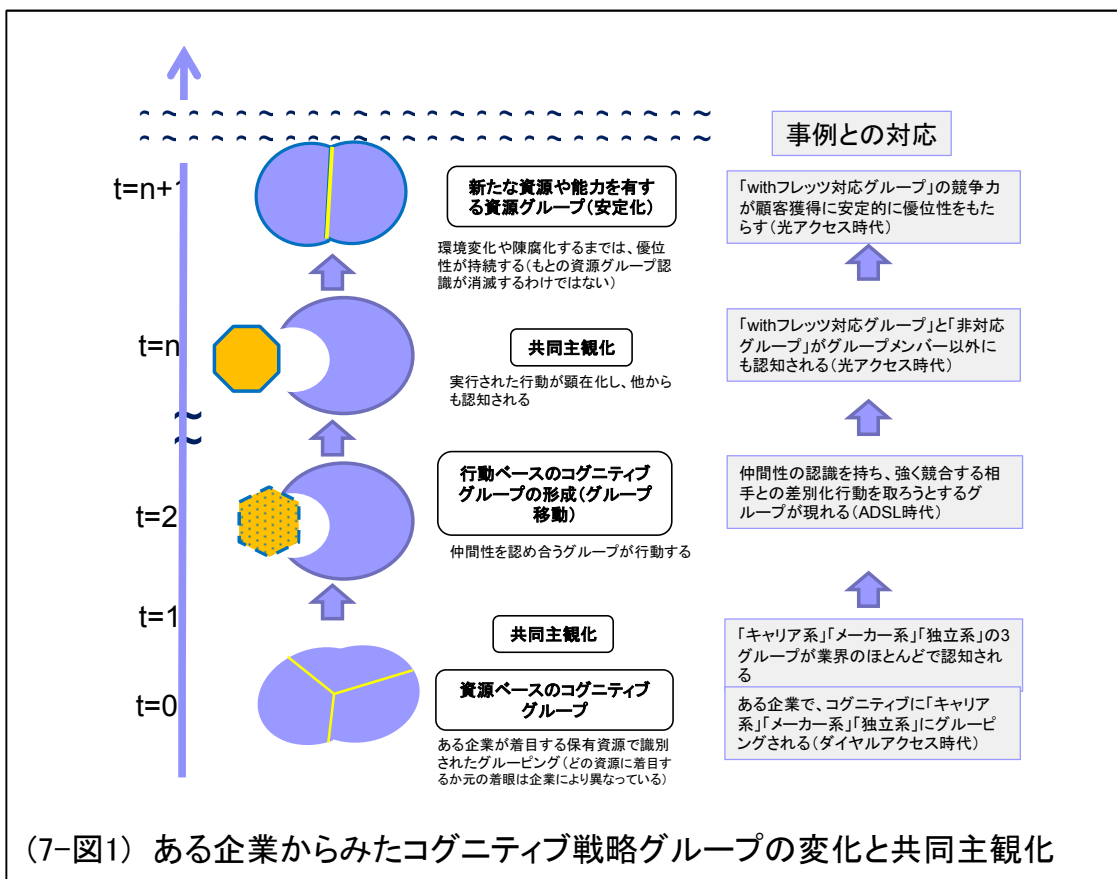 事例との対応
t=n+1
新たな資源や能力を有す
る資源グループ(安定化)
環境変化や陳腐化するまでは、優位
性が持続する(もとの資源グループ認
識が消滅するわけではない)
「withフレッツ対応グループ」の競争力
が顧客獲得に安定的に優位性をもた
らす(光アクセス時代)
t=n
共同主観化
実行された行動が顕在化し、他から
も認知される
「withフレッツ対応グループ」と「非対応
グループ」がグループメンバー以外に
も認知される(光アクセス時代)
t=2
行動ベースのコグニティブ
グループの形成(グループ
移動)
仲間性を認め合うグループが行動する
仲間性の認識を持ち、強く競合する相
手との差別化行動を取ろうとするグ
ループが現れる(ADSL時代)
t=1
共同主観化
「キャリア系」「メーカー系」「独立系」の3
グループが業界のほとんどで認知され
る
t=0
資源ベースのコグニティブ
グループ
ある企業が着目する保有資源で識別
されたグルーピング(どの資源に着目す
るか元の着眼は企業により異なっている)
ある企業で、コグニティブに「キャリア
系」「メーカー系」「独立系」にグルーピ
ングされる(ダイヤルアクセス時代)
(7-図1) ある企業からみたコグニティブ戦略グループの変化と共同主観化